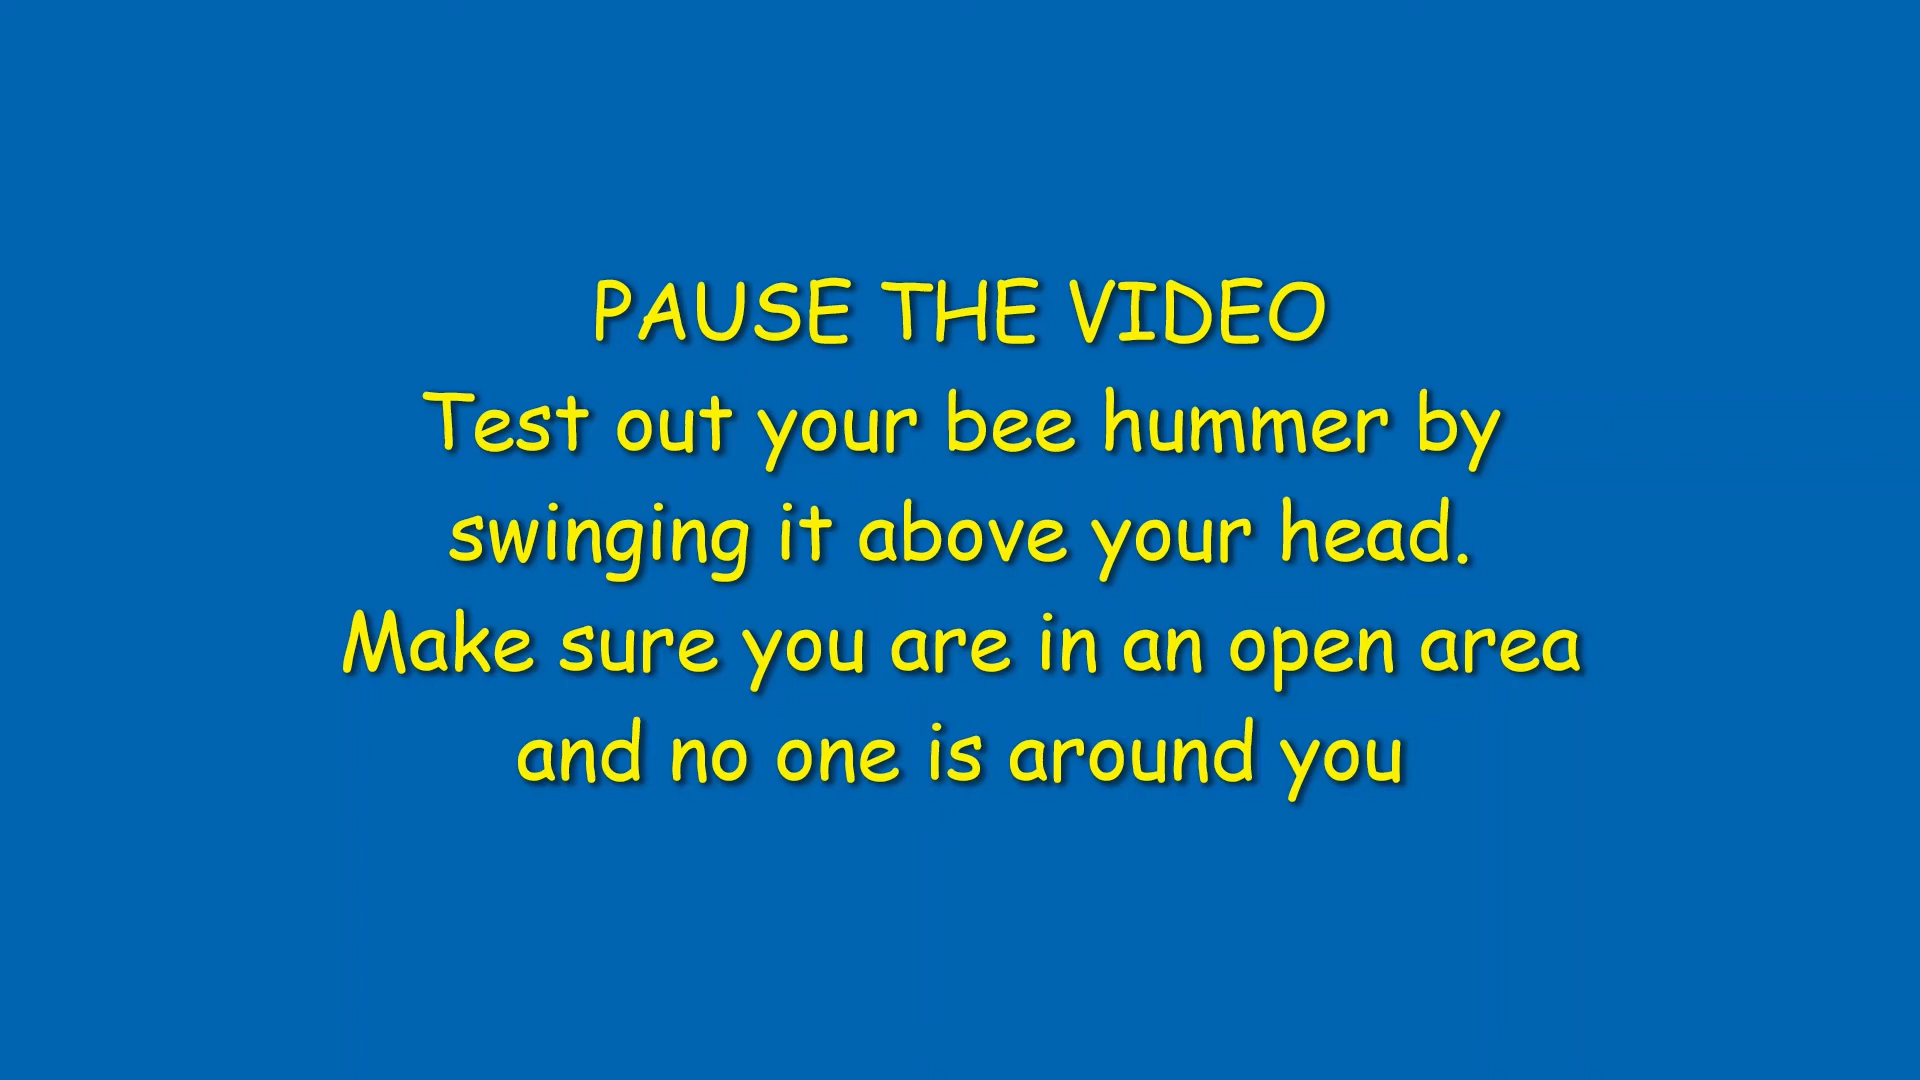 PAUSE THE VIDEO
Test out your bee hummer by
swinging it above your head.
Make sure you are in an open area
and no one is around you